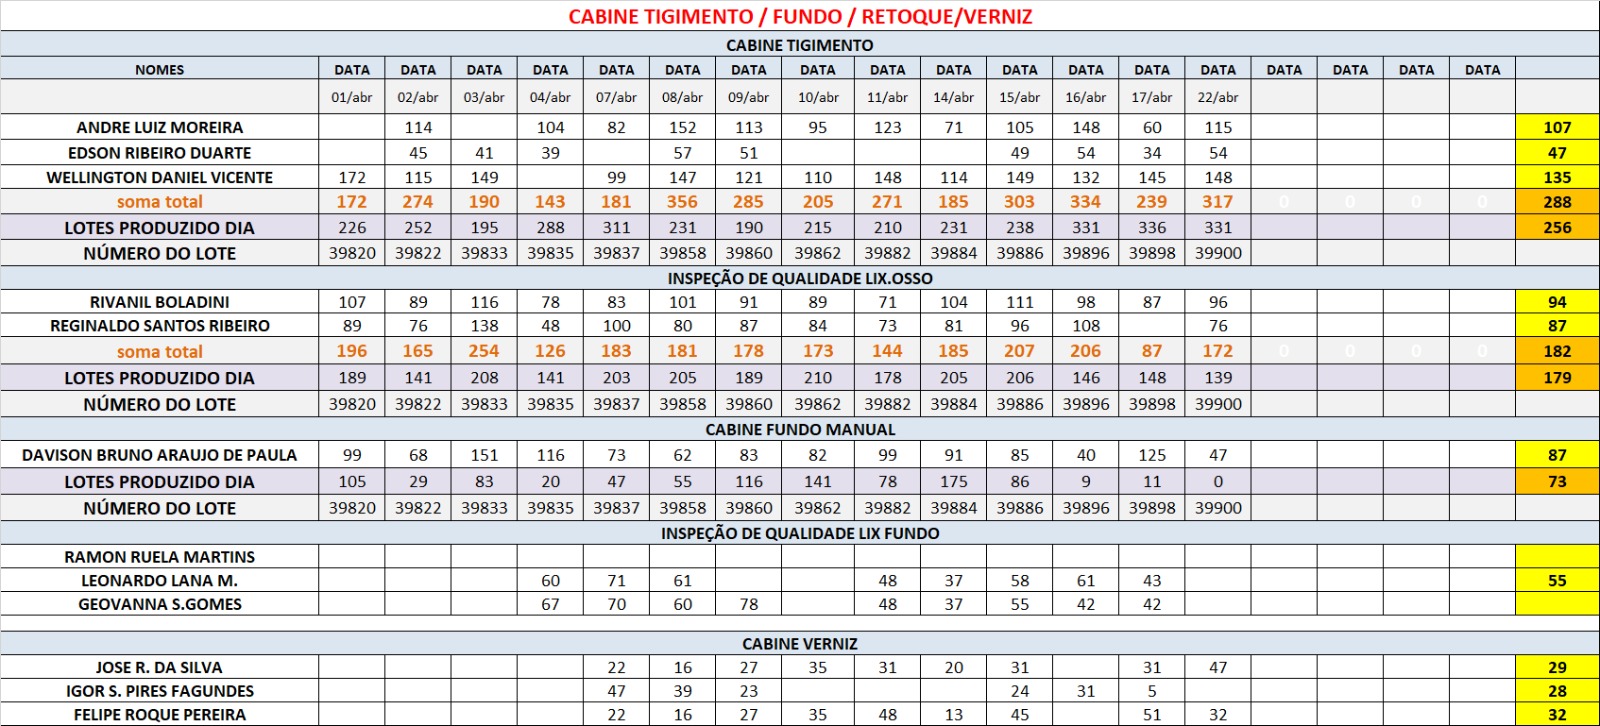 CABINE TIGIMENTO / FUNDO / RETOQUE/VERNIZ
CABINE TIGIMENTO
NOMES DATA DATA DATA DATA DATA DATA DATA DATA DATA DATA DATA DATA DATA DATA DATA DATA DATA DATA
01/abr 02/abr 03/abr 04/abr 07/abr 08/abr 09/abr 10/abr 11/abr 14/abr 15/abr 16/abr 17/abr 22/abr
ANDRE LUIZ MOREIRA 114 104 82 152 113 95 123 71 105 148 60 115 107
EDSON RIBEIRO DUARTE 45 41 39 57 51 49 54 34 54 47
WELLINGTON DANIEL VICENTE 172 115 149 99 147 121 110 148 114 149 132 145 148 135
soma total 172 274 190 143 181 356 285 205 271 185 303 334 239 317 0 0 0 0 288
LOTES PRODUZIDO DIA 226 252 195 288 311 231 190 215 210 231 238 331 336 331 256
NÚMERO DO LOTE 39820 39822 39833 39835 39837 39858 39860 39862 39882 39884 39886 39896 39898 39900
INSPEÇÃO DE QUALIDADE LIX.OSSO
RIVANIL BOLADINI 107 89 116 78 83 101 91 89 71 104 111 98 87 96 94
REGINALDO SANTOS RIBEIRO 89 76 138 48 100 80 87 84 73 81 96 108 76 87
soma total 196 165 254 126 183 181 178 173 144 185 207 206 87 172 0 0 0 0 182
LOTES PRODUZIDO DIA 189 141 208 141 203 205 189 210 178 205 206 146 148 139 179
NÚMERO DO LOTE 39820 39822 39833 39835 39837 39858 39860 39862 39882 39884 39886 39896 39898 39900
CABINE FUNDO MANUAL
DAVISON BRUNO ARAUJO DE PAULA 99 68 151 116 73 62 83 82 99 91 85 40 125 47 87
LOTES PRODUZIDO DIA 105 29 83 20 47 55 116 141 78 175 86 9 11 0 73
NÚMERO DO LOTE 39820 39822 39833 39835 39837 39858 39860 39862 39882 39884 39886 39896 39898 39900
INSPEÇÃO DE QUALIDADE LIX FUNDO
RAMON RUELA MARTINS
LEONARDO LANA M. 60 71 61 48 37 58 61 43 55
GEOVANNA S.GOMES 67 70 60 78 48 37 55 42 42
CABINE VERNIZ
JOSE R. DA SILVA 22 16 27 35 31 20 31 31 47 29
IGOR S. PIRES FAGUNDES 47 39 23 24 31 5 28
FELIPE ROQUE PEREIRA 22 16 27 35 48 13 45 51 32 32